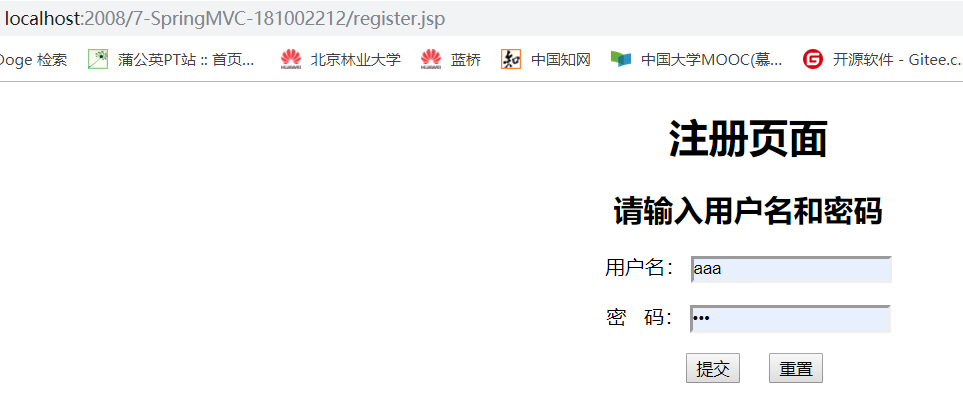 localhost:2008/7-SpringMVC-181002212/register.jsp
Doge 检索 蒲公英PT站 :: 首页... 北京林业大学 蓝桥 中国知网 中国大学MOOC(慕... 开源软件 - Gitee.c...
注册页面
请输入用户名和密码
用户名： aaa
密 码： •••
提交 重置